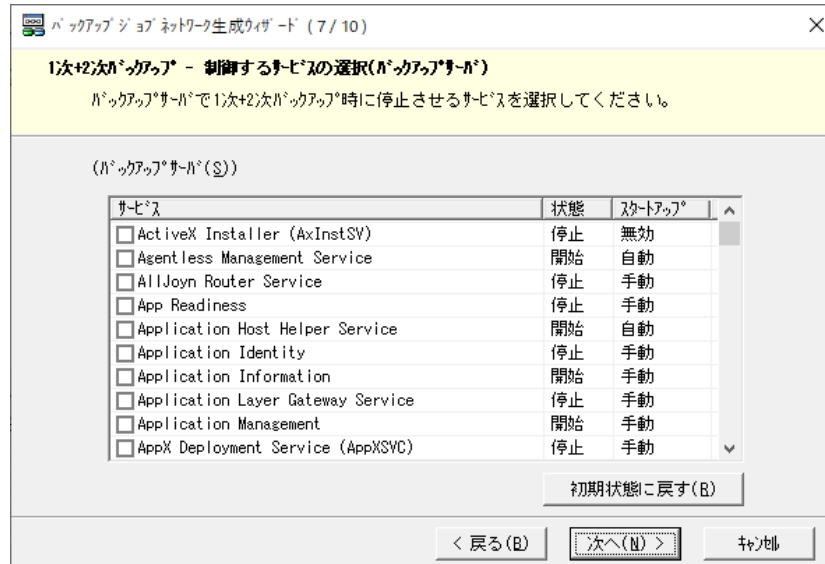 ﾊﾞｯｸｱｯﾌﾟｼﾞｮﾌﾞﾈｯﾄﾜｰｸ生成ｳｨｻﾞｰﾄﾞ (7/10)
1次+2次ﾊﾞｯｸｱｯﾌﾟ - 制御するｻｰﾋﾞｽの選択(ﾊﾞｯｸｱｯﾌﾟｻｰﾊﾞ)
ﾊﾞｯｸｱｯﾌﾟｻｰﾊﾞで1次+2次ﾊﾞｯｸｱｯﾌﾟ時に停止させるｻｰﾋﾞｽを選択してください。
(ﾊﾞｯｸｱｯﾌﾟｻｰﾊﾞ(S))
ｻｰﾋﾞｽ 状態 ｽﾀｰﾄｱｯﾌﾟ
ActiveX Installer (AxInstSV) 停止 無効
Agentless Management Service 開始 自動
AllJoyn Router Service 停止 手動
App Readiness 停止 手動
Application Host Helper Service 開始 自動
Application Identity 停止 手動
Application Information 開始 手動
Application Layer Gateway Service 停止 手動
Application Management 開始 手動
AppX Deployment Service (AppXSVC) 停止 手動
初期状態に戻す(R)
< 戻る(B) 次へ(N) > ｷｬﾝｾﾙ